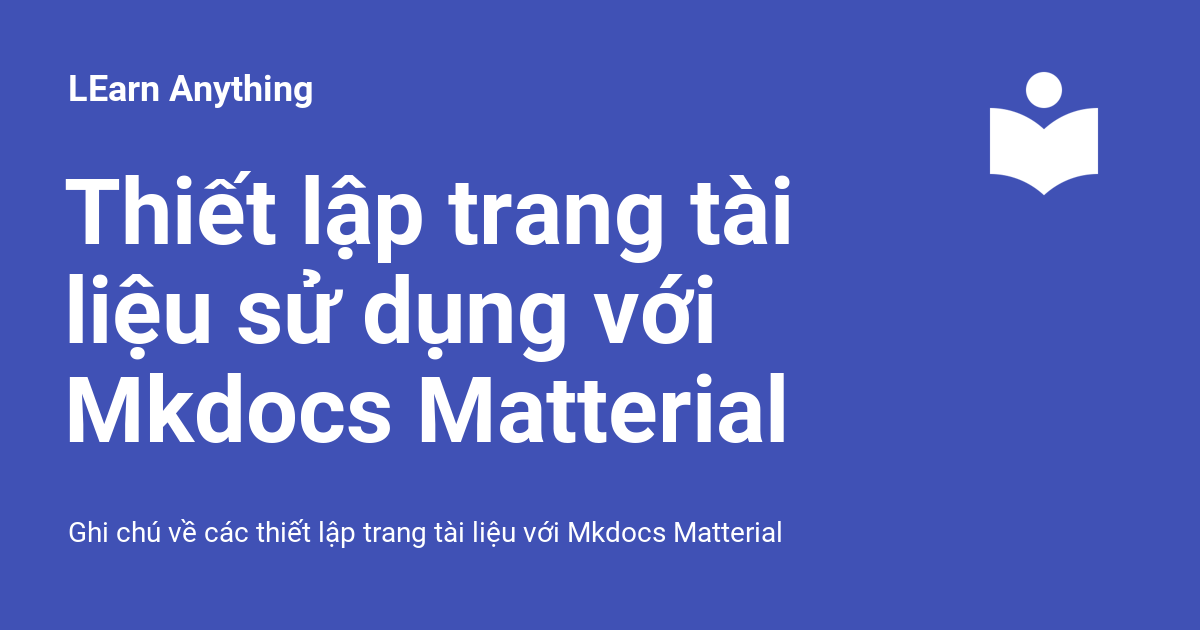 LEarn Anything
Thiết lập trang tài
liệu sử dụng với
Mkdocs Matterial
Ghi chú về các thiết lập trang tài liệu với Mkdocs Matterial